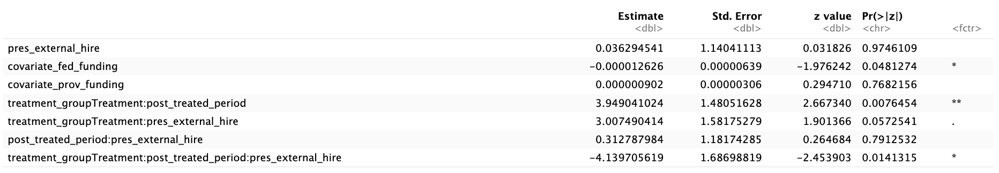 Estimate Std. Error z value Pr(>|z|)
<dbl> <dbl> <dbl> <chr> <fctr>
pres_external_hire 0.036294541 1.14041113 0.031826 0.9746109
covariate_fed_funding −0.000012626 0.00000639 −1.976242 0.0481274 *
covariate_prov_funding 0.000000902 0.00000306 0.294710 0.7682156
treatment_groupTreatment:post_treated_period 3.949041024 1.48051628 2.667340 0.0076454 **
treatment_groupTreatment:pres_external_hire 3.007490414 1.58175279 1.901366 0.0572541 .
post_treated_period:pres_external_hire 0.312787984 1.18174285 0.264684 0.7912532
treatment_groupTreatment:post_treated_period:pres_external_hire −4.139705619 1.68698819 −2.453903 0.0141315 *